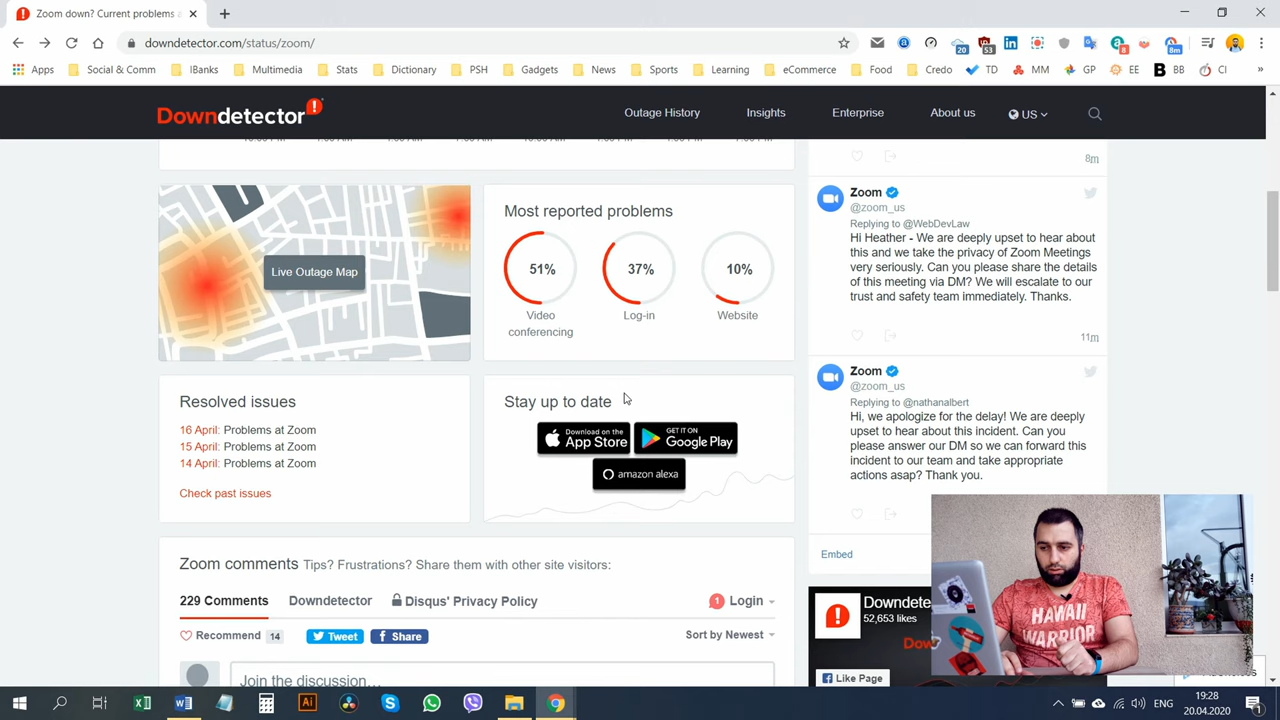 Zoom down? Current problems a
downdetector.com/status/zoom/
20
53
8
8m
Apps
Social & Comm
IBanks
Multimedia
Stats
Dictionary
PSH
Gadgets
News
Sports
Learning
eCommerce
Food
Credo
TD
MM
GP
EE
BB
CI
Downdetector
Outage History
Insights
Enterprise
About us
US
8m
Live Outage Map
Most reported problems
51%
37%
10%
Video
conferencing
Log-in
Website
Zoom
@zoom_us
Replying to @WebDevLaw
Hi Heather - We are deeply upset to hear about
this and we take the privacy of Zoom Meetings
very seriously. Can you please share the details
of this meeting via DM? We will escalate to our
trust and safety team immediately. Thanks.
11m
Zoom
@zoom_us
Replying to @nathanalbert
Hi, we apologize for the delay! We are deeply
upset to hear about this incident. Can you
please answer our DM so we can forward this
incident to our team and take appropriate
actions asap? Thank you.
Embed
Resolved issues
16 April: Problems at Zoom
15 April: Problems at Zoom
14 April: Problems at Zoom
Check past issues
Stay up to date
Download on the
App Store
GET IT ON
Google Play
amazon alexa
Zoom comments Tips? Frustrations? Share them with other site visitors:
229 Comments
Downdetector
Disqus' Privacy Policy
1
Login
Recommend 14
Tweet
Share
Sort by Newest
Join the discussion...
Downdete
52,653 likes
Like Page
HAWAII
WARRIOR
ENG
19:28
20.04.2020
1